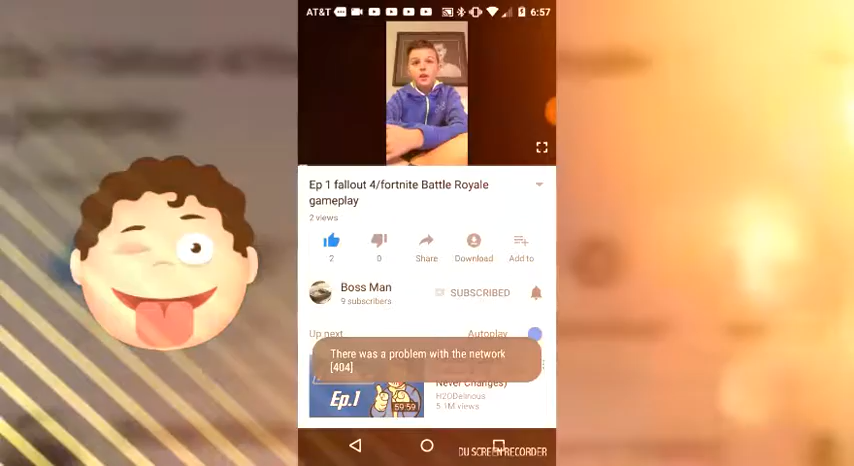 AT&T
6:57
Ep 1 fallout 4/fortnite Battle Royale
gameplay
2 views
2
0
Share
Download
Add to
Boss Man
9 subscribers
SUBSCRIBED
Up next
Autoplay
There was a problem with the network
[404]
Never Changes)
H2ODelirious
5.1M views
Ep.1
59:59
DU SCREEN RECORDER